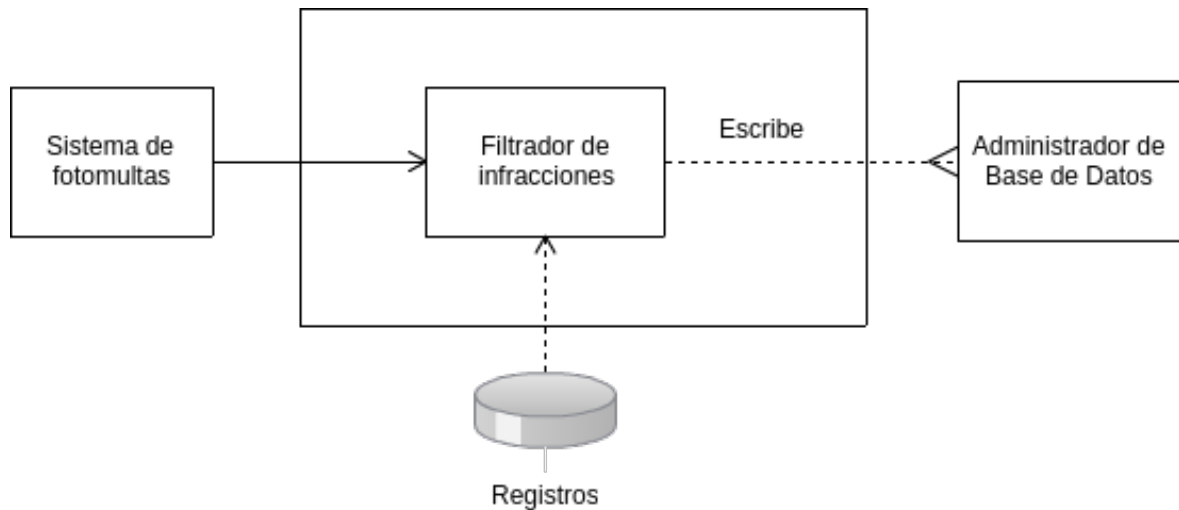 Sistema de
fotomultas
Filtrador de
infracciones
Escribe
Administrador de
Base de Datos
Registros